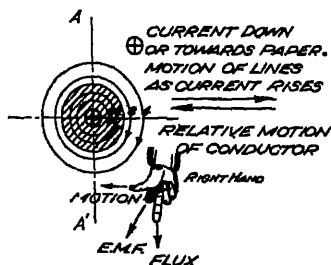 A
⊕ CURRENT DOWN
OR TOWARDS PAPER.
MOTION OF LINES
AS CURRENT RISES
RELATIVE MOTION
OF CONDUCTOR
RIGHT HAND
MOTION
A'
E.M.F.
FLUX